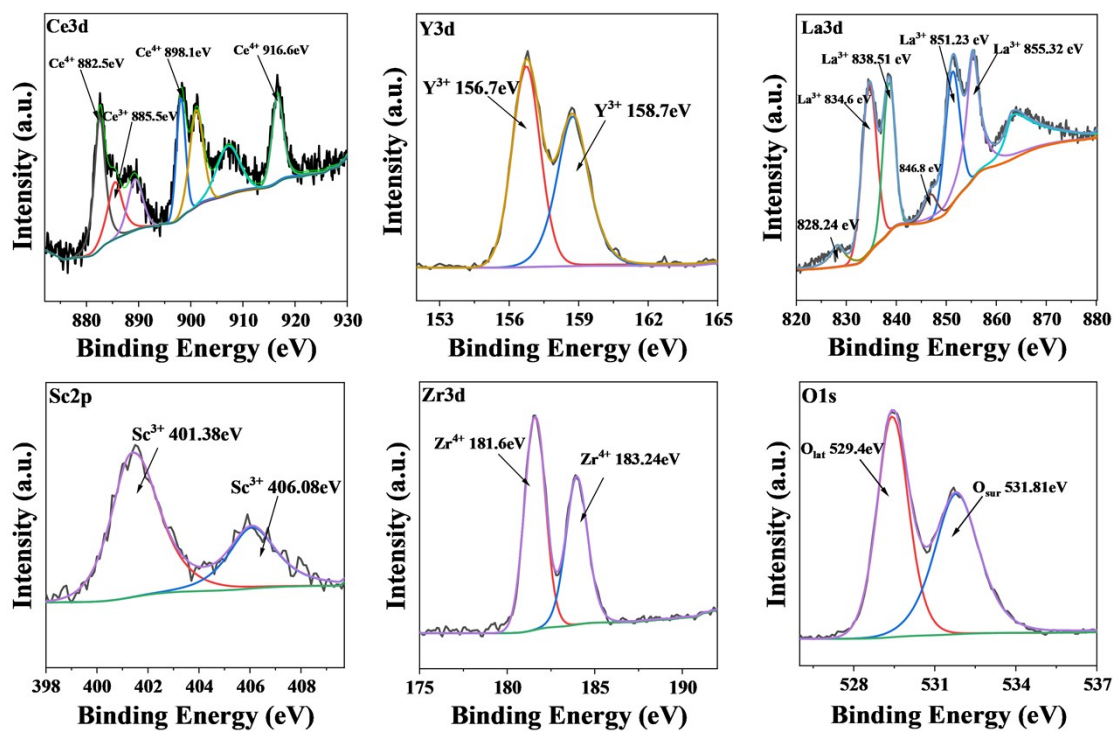 Ce3d
Ce⁴⁺ 882.5eV
Ce³⁺ 885.5eV
Ce⁴⁺ 898.1eV
Ce⁴⁺ 916.6eV
Intensity (a.u.)
880 890 900 910 920 930
Binding Energy (eV)
Y3d
Y³⁺ 156.7eV
Y³⁺ 158.7eV
Intensity (a.u.)
153 156 159 162 165
Binding Energy (eV)
La3d
La³⁺ 851.23 eV
La³⁺ 838.51 eV
La³⁺ 855.32 eV
La³⁺ 834.6 eV
846.8 eV
828.24 eV
Intensity (a.u.)
820 830 840 850 860 870 880
Binding Energy (eV)
Sc2p
Sc³⁺ 401.38eV
Sc³⁺ 406.08eV
Intensity (a.u.)
398 400 402 404 406 408
Binding Energy (eV)
Zr3d
Zr⁴⁺ 181.6eV
Zr⁴⁺ 183.24eV
Intensity (a.u.)
175 180 185 190
Binding Energy (eV)
O1s
Oₗₐₜ 529.4eV
O_sur 531.81eV
Intensity (a.u.)
528 531 534 537
Binding Energy (eV)